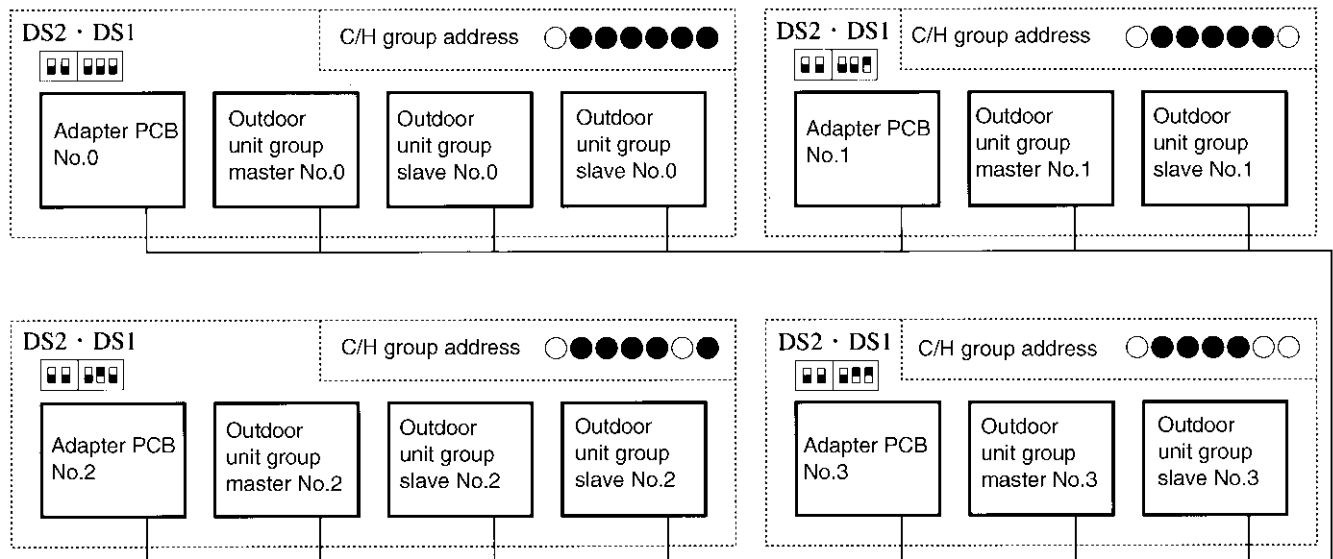 DS2・DS1
C/H group address
Adapter PCB
No.0
Outdoor
unit group
master No.0
Outdoor
unit group
slave No.0
Outdoor
unit group
slave No.0
DS2・DS1
C/H group address
Adapter PCB
No.1
Outdoor
unit group
master No.1
Outdoor
unit group
slave No.1
DS2・DS1
C/H group address
Adapter PCB
No.2
Outdoor
unit group
master No.2
Outdoor
unit group
slave No.2
Outdoor
unit group
slave No.2
DS2・DS1
C/H group address
Adapter PCB
No.3
Outdoor
unit group
master No.3
Outdoor
unit group
slave No.3